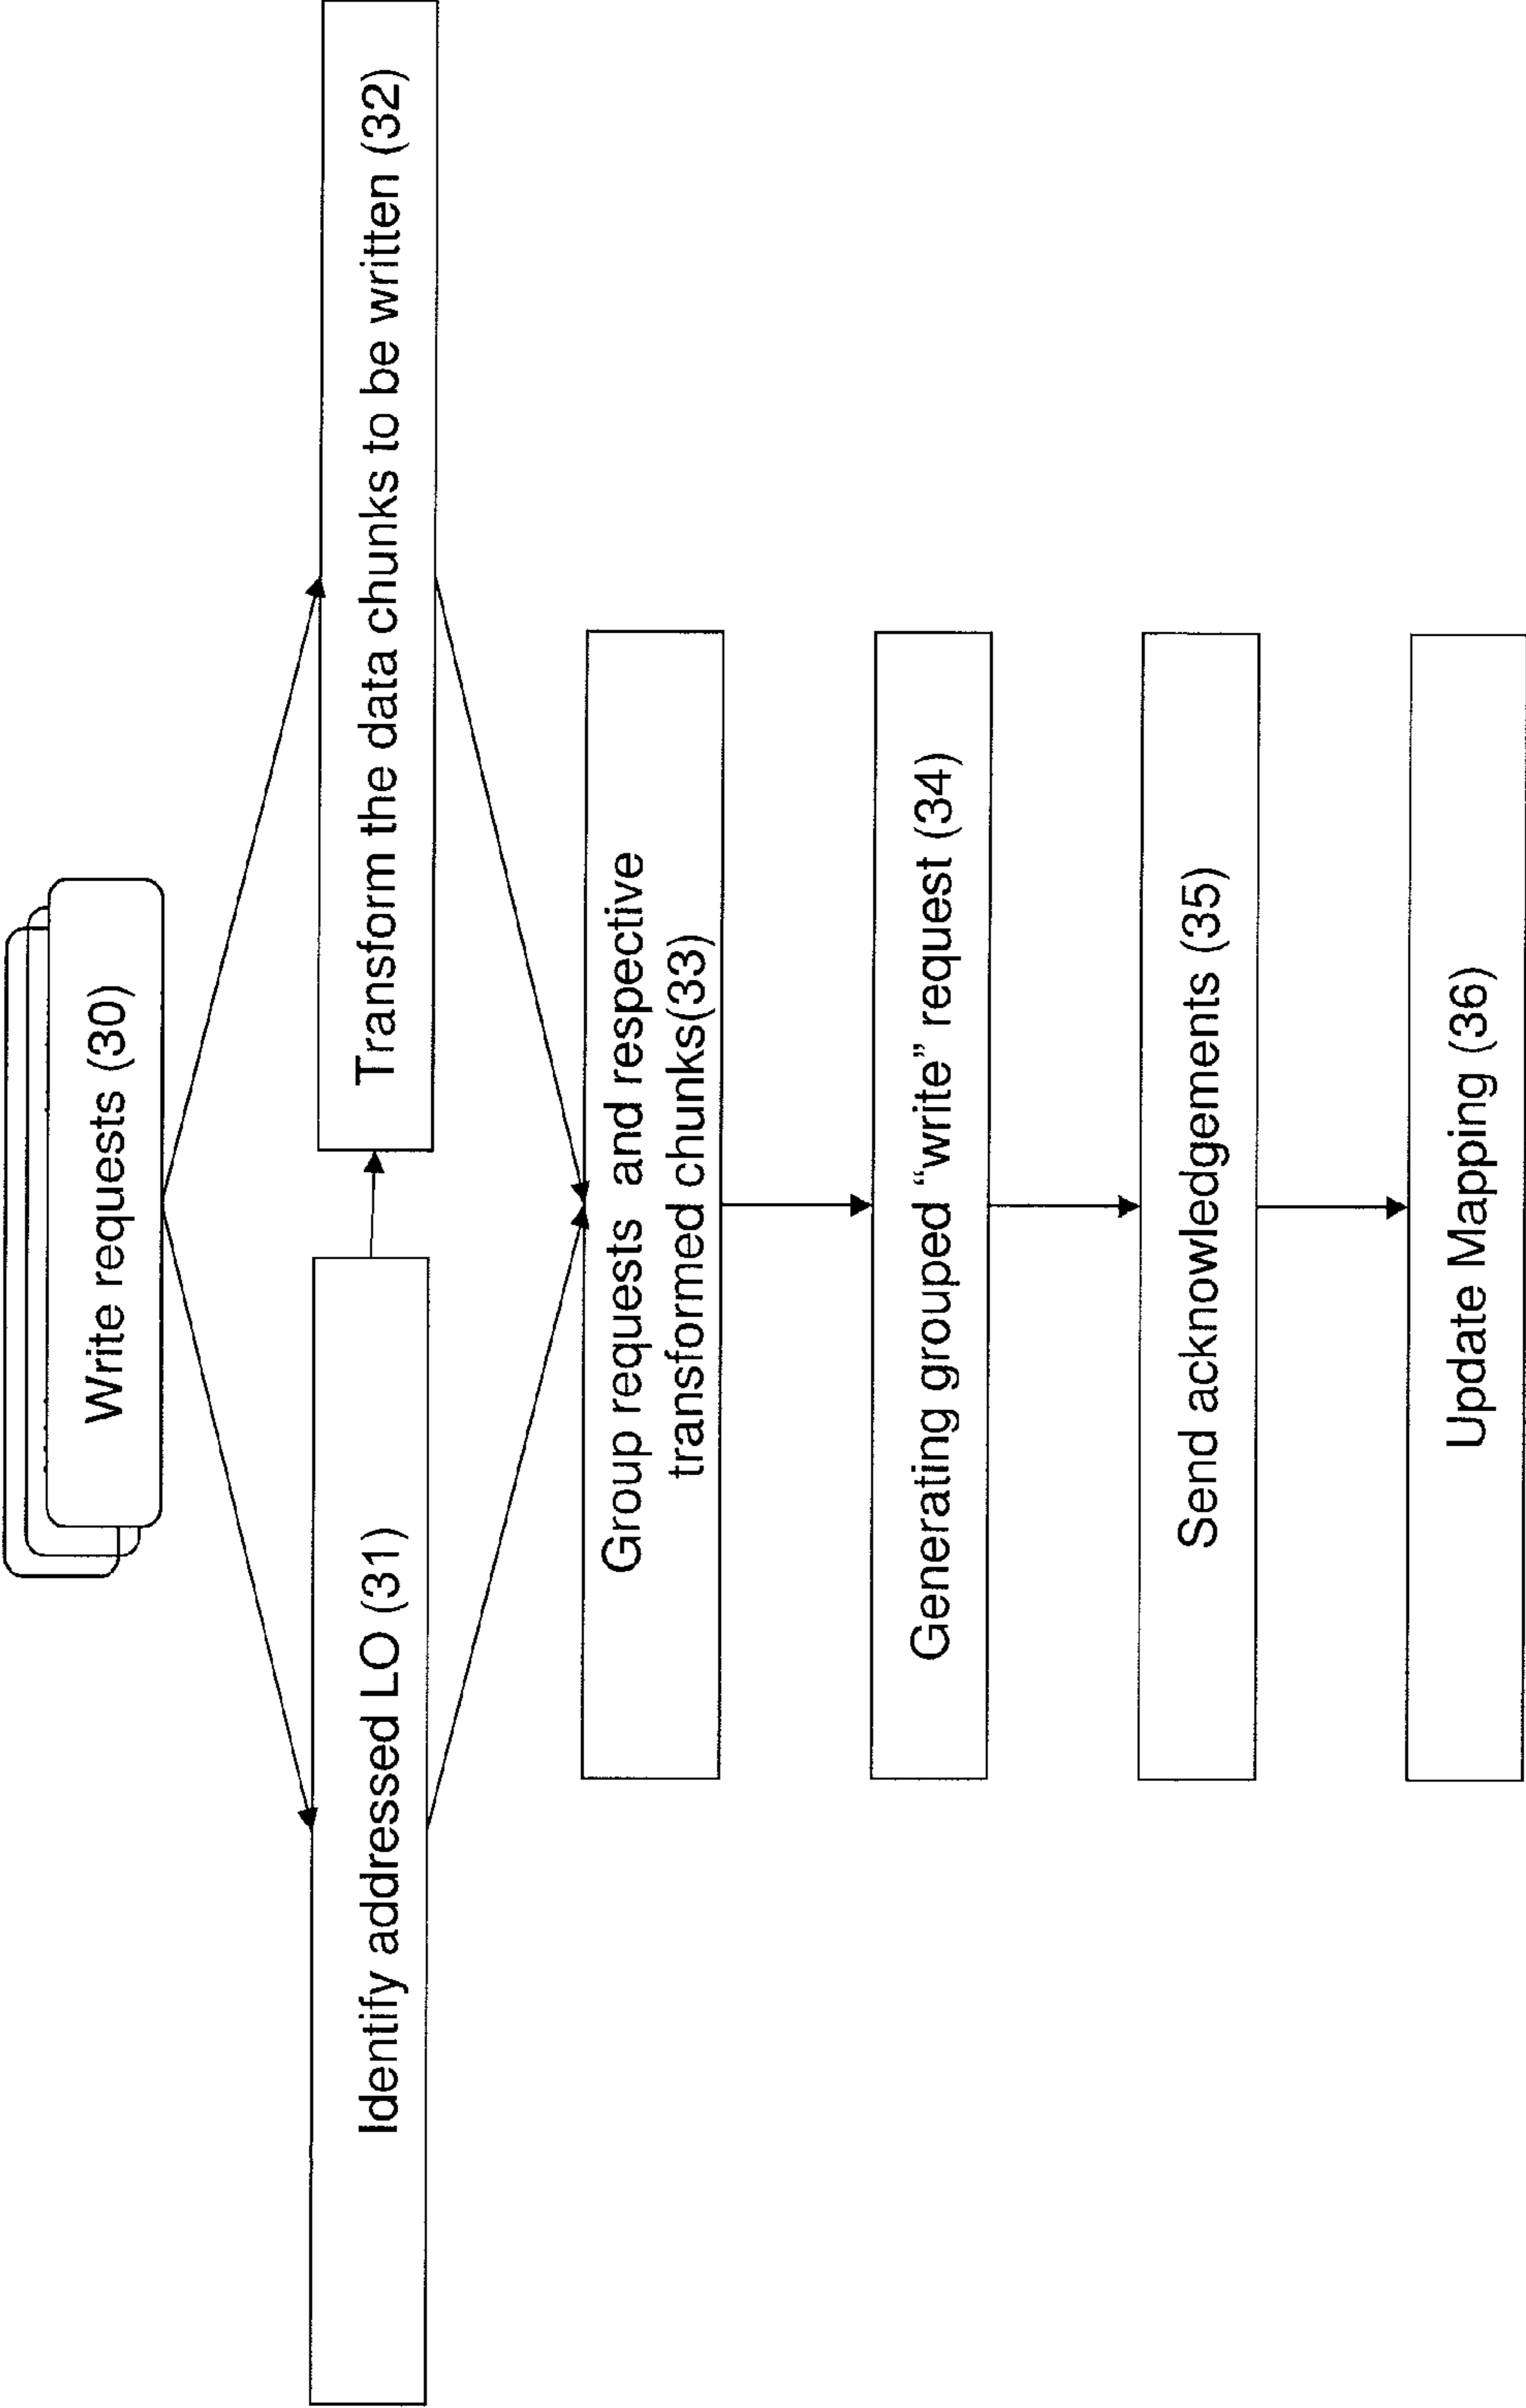 Write requests (30)
Identify addressed LO (31)
Transform the data chunks to be written (32)
Group requests and respective
transformed chunks(33)
Generating grouped “write” request (34)
Send acknowledgements (35)
Update Mapping (36)